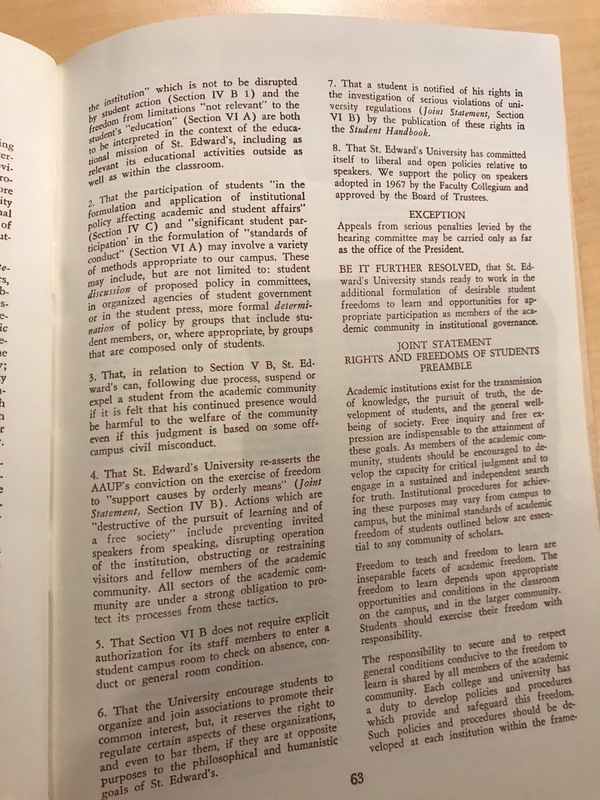 the institution" which is not to be disrupted
by student action (Section IV B 1) and the
freedom from limitations "not relevant" to the
student's "education" (Section VI A) are both
to be interpreted in the context of the educa-
tional mission of St. Edward's, including as
relevant its educational activities outside as
well as within the classroom.
2. That the participation of students "in the
formulation and application of institutional
policy affecting academic and student affairs"
(Section IV C) and "significant student par-
ticipation' in the formulation of "standards of
conduct" (Section VI A) may involve a variety
of methods appropriate to our campus. These
may include, but are not limited to: student
discussion of proposed policy in committees,
in organized agencies of student government
or in the student press, more formal determi-
nation of policy by groups that include stu-
dent members, or, where appropriate, by groups
that are composed only of students.
3. That, in relation to Section V B, St. Ed-
ward's can, following due process, suspend or
expel a student from the academic community
if it is felt that his continued presence would
be harmful to the welfare of the community
even if this judgment is based on some off-
campus civil misconduct.
4. That St. Edward's University re-asserts the
AAUP's conviction on the exercise of freedom
to "support causes by orderly means" (Joint
Statement, Section IV B). Actions which are
"destructive of the pursuit of learning and of
a free society" include preventing invited
speakers from speaking, disrupting operation
of the institution, obstructing or restraining
visitors and fellow members of the academic
community. All sectors of the academic com-
munity are under a strong obligation to pro-
tect its processes from these tactics.
5. That Section VI B does not require explicit
authorization for its staff members to enter a
student campus room to check on absence, con-
duct or general room condition.
6. That the University encourage students to
organize and join associations to promote their
common interest, but, it reserves the right to
regulate certain aspects of these organizations,
and even to bar them, if they are at opposite
purposes to the philosophical and humanistic
goals of St. Edward's.
7. That a student is notified of his rights in
the investigation of serious violations of uni-
versity regulations (Joint Statement, Section
VI B) by the publication of these rights in
the Student Handbook.
8. That St. Edward's University has committed
itself to liberal and open policies relative to
speakers. We support the policy on speakers
adopted in 1967 by the Faculty Collegium and
approved by the Board of Trustees.
EXCEPTION
Appeals from serious penalties levied by the
hearing committee may be carried only as far
as the office of the President.
BE IT FURTHER RESOLVED, that St. Ed-
ward's University stands ready to work in the
additional formulation of desirable student
freedoms to learn and opportunities for ap-
propriate participation as members of the aca-
demic community in institutional governance.
JOINT STATEMENT
RIGHTS AND FREEDOMS OF STUDENTS
PREAMBLE
Academic institutions exist for the transmission
of knowledge, the pursuit of truth, the de-
velopment of students, and the general well-
being of society. Free inquiry and free ex-
pression are indispensable to the attainment of
these goals. As members of the academic com-
munity, students should be encouraged to de-
velop the capacity for critical judgment and to
engage in a sustained and independent search
for truth. Institutional procedures for achiev-
ing these purposes may vary from campus to
campus, but the minimal standards of academic
freedom of students outlined below are essen-
tial to any community of scholars.
Freedom to teach and freedom to learn are
inseparable facets of academic freedom. The
freedom to learn depends upon appropriate
opportunities and conditions in the classroom
on the campus, and in the larger community.
Students should exercise their freedom with
responsibility.
The responsibility to secure and to respect
general conditions conducive to the freedom to
learn is shared by all members of the academic
community. Each college and university has
a duty to develop policies and procedures
which provide and safeguard this freedom.
Such policies and procedures should be de-
veloped at each institution within the frame-
63